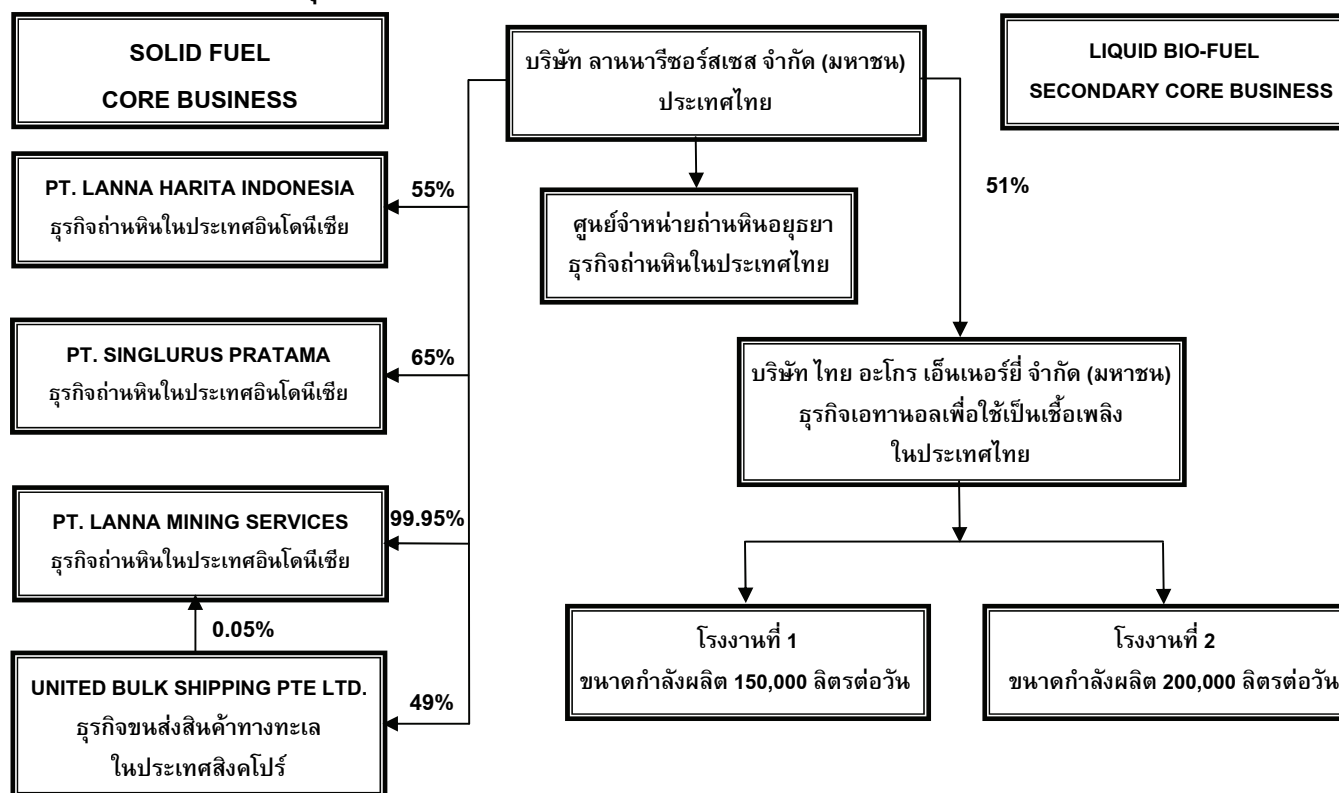 SOLID FUEL
CORE BUSINESS
บริษัท ลานนารีซอร์สเซส จำกัด (มหาชน)
ประเทศไทย
LIQUID BIO-FUEL
SECONDARY CORE BUSINESS
PT. LANNA HARITA INDONESIA
ธุรกิจถ่านหินในประเทศอินโดนีเซีย
55%
ศูนย์จำหน่ายถ่านหินอยุธยา
ธุรกิจถ่านหินในประเทศไทย
51%
PT. SINGLURUS PRATAMA
ธุรกิจถ่านหินในประเทศอินโดนีเซีย
65%
บริษัท ไทย อะโกร เอ็นเนอร์ยี่ จำกัด (มหาชน)
ธุรกิจเอทานอลเพื่อใช้เป็นเชื้อเพลิง
ในประเทศไทย
PT. LANNA MINING SERVICES
ธุรกิจถ่านหินในประเทศอินโดนีเซีย
99.95%
0.05%
UNITED BULK SHIPPING PTE LTD.
ธุรกิจขนส่งสินค้าทางทะเล
ในประเทศสิงคโปร์
49%
โรงงานที่ 1
ขนาดกำลังผลิต 150,000 ลิตรต่อวัน
โรงงานที่ 2
ขนาดกำลังผลิต 200,000 ลิตรต่อวัน